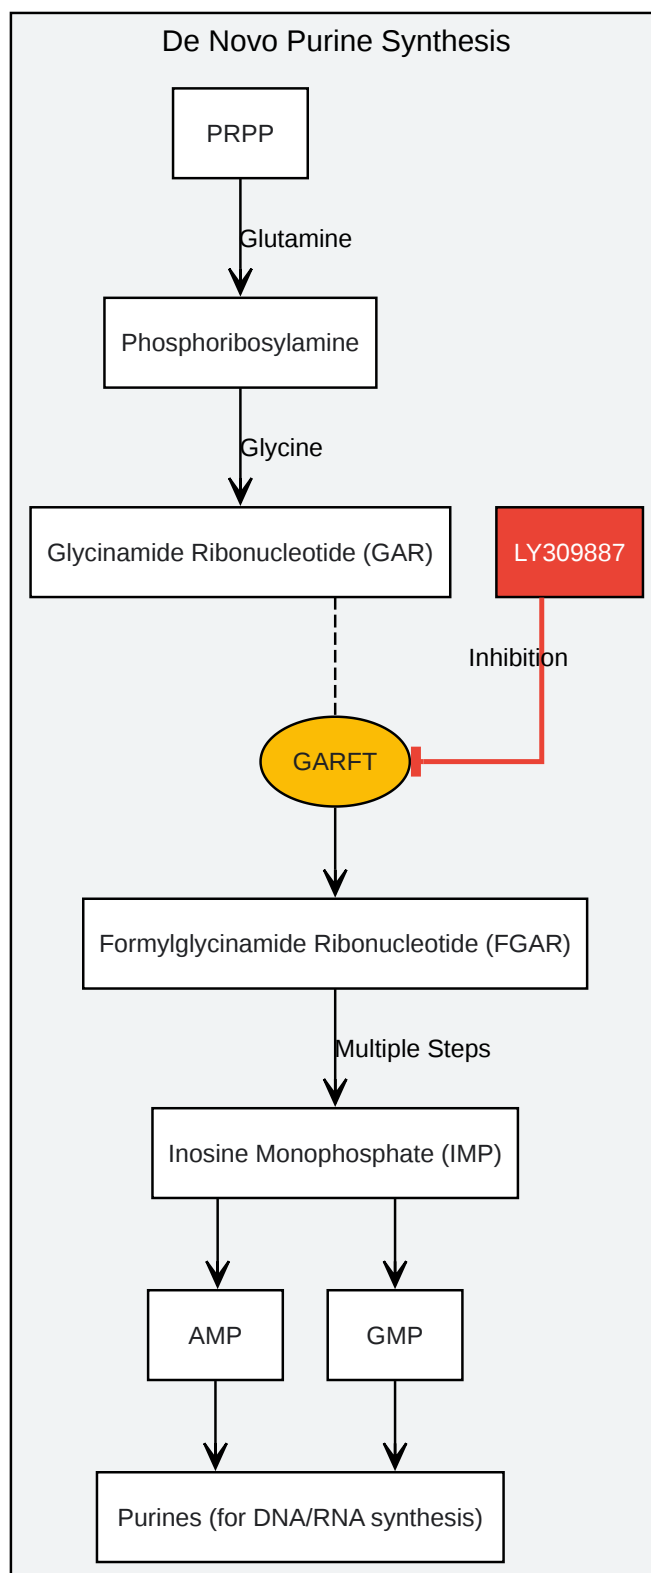 De Novo Purine Synthesis
PRPP
Glutamine
Phosphoribosylamine
Glycine
Glycinamide Ribonucleotide (GAR)
LY309887
Inhibition
GARFT
Formylglycinamide Ribonucleotide (FGAR)
Multiple Steps
Inosine Monophosphate (IMP)
AMP
GMP
Purines (for DNA/RNA synthesis)